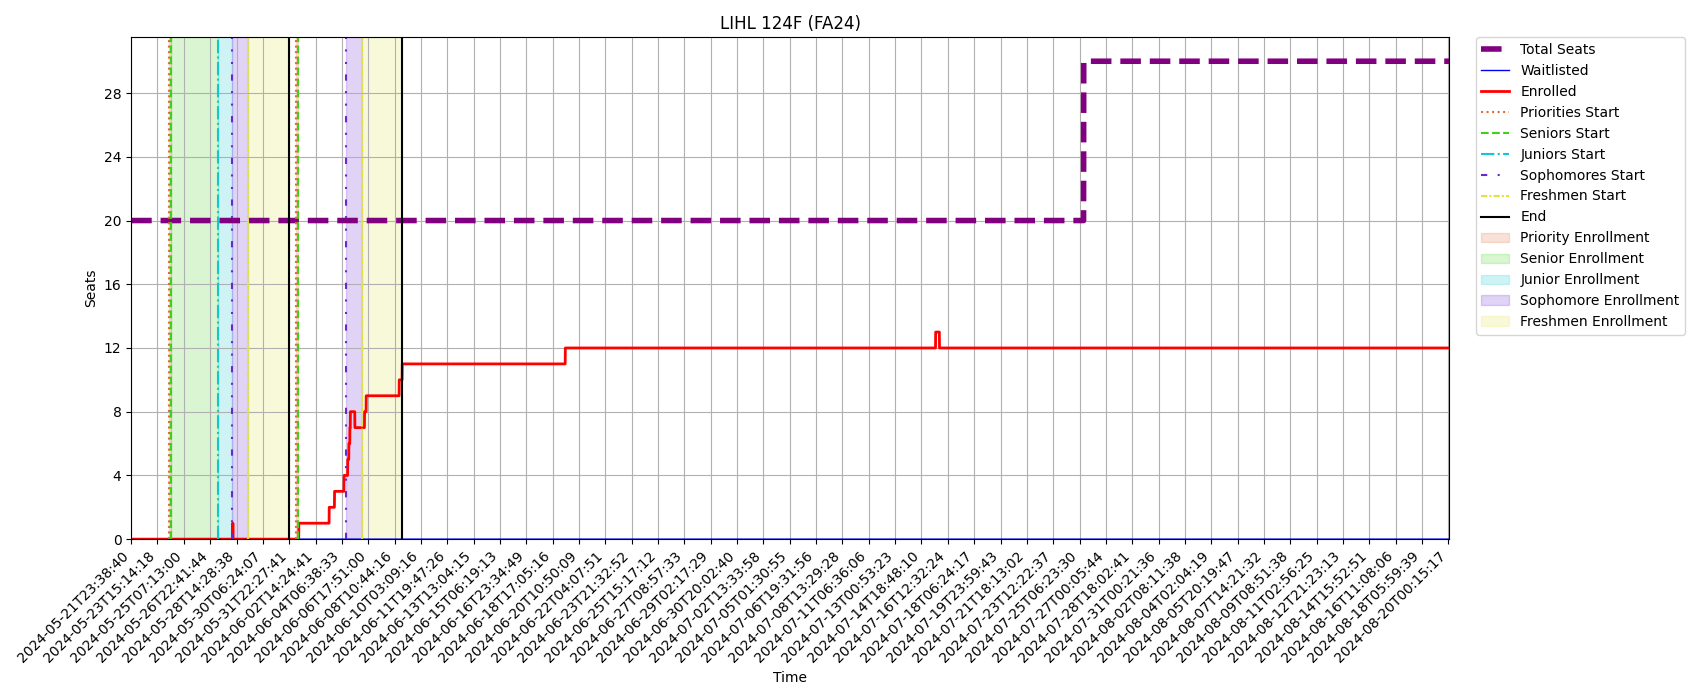 LIHL 124F (FA24)
Seats
28
24
20
16
12
8
4
0
2024-05-21T23:38:40
2024-05-23T15:14:18
2024-05-25T07:13:00
2024-05-26T22:41:44
2024-05-28T14:28:38
2024-05-30T06:24:07
2024-05-31T22:27:41
2024-06-02T14:24:41
2024-06-04T06:38:33
2024-06-06T17:51:00
2024-06-08T10:44:16
2024-06-10T03:09:16
2024-06-11T19:47:26
2024-06-13T13:04:15
2024-06-15T06:19:13
2024-06-16T23:34:49
2024-06-18T17:05:16
2024-06-20T10:50:09
2024-06-22T04:07:51
2024-06-23T21:32:52
2024-06-25T15:17:12
2024-06-27T08:57:33
2024-06-29T02:17:29
2024-06-30T20:02:40
2024-07-02T13:33:58
2024-07-05T01:30:55
2024-07-06T19:31:56
2024-07-08T13:29:28
2024-07-11T06:36:06
2024-07-13T00:53:23
2024-07-14T18:48:10
2024-07-16T12:32:24
2024-07-18T06:24:17
2024-07-19T23:59:43
2024-07-21T18:13:02
2024-07-23T12:22:37
2024-07-25T06:23:30
2024-07-27T00:05:44
2024-07-28T18:02:41
2024-07-31T00:21:36
2024-08-02T08:11:38
2024-08-04T02:04:19
2024-08-05T20:19:47
2024-08-07T14:21:32
2024-08-09T08:51:38
2024-08-11T02:56:25
2024-08-12T21:23:13
2024-08-14T15:52:51
2024-08-16T11:08:06
2024-08-18T05:59:39
2024-08-20T00:15:17
Time
Total Seats
Waitlisted
Enrolled
Priorities Start
Seniors Start
Juniors Start
Sophomores Start
Freshmen Start
End
Priority Enrollment
Senior Enrollment
Junior Enrollment
Sophomore Enrollment
Freshmen Enrollment